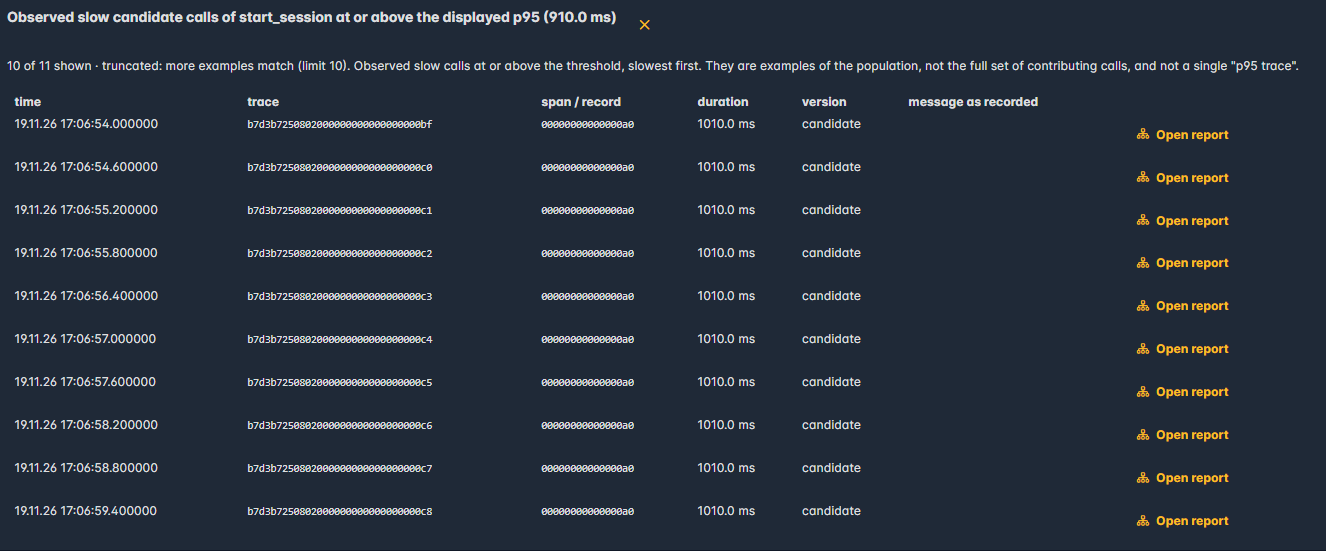 Observed slow candidate calls of start_session at or above the displayed p95 (910.0 ms) ×
10 of 11 shown · truncated: more examples match (limit 10). Observed slow calls at or above the threshold, slowest first. They are examples of the population, not the full set of contributing calls, and not a single "p95 trace".
time trace span / record duration version message as recorded
19.11.26 17:06:54.000000 b7d3b7250802000000000000000000bf 00000000000000a0 1010.0 ms candidate Open report
19.11.26 17:06:54.600000 b7d3b7250802000000000000000000c0 00000000000000a0 1010.0 ms candidate Open report
19.11.26 17:06:55.200000 b7d3b7250802000000000000000000c1 00000000000000a0 1010.0 ms candidate Open report
19.11.26 17:06:55.800000 b7d3b7250802000000000000000000c2 00000000000000a0 1010.0 ms candidate Open report
19.11.26 17:06:56.400000 b7d3b7250802000000000000000000c3 00000000000000a0 1010.0 ms candidate Open report
19.11.26 17:06:57.000000 b7d3b7250802000000000000000000c4 00000000000000a0 1010.0 ms candidate Open report
19.11.26 17:06:57.600000 b7d3b7250802000000000000000000c5 00000000000000a0 1010.0 ms candidate Open report
19.11.26 17:06:58.200000 b7d3b7250802000000000000000000c6 00000000000000a0 1010.0 ms candidate Open report
19.11.26 17:06:58.800000 b7d3b7250802000000000000000000c7 00000000000000a0 1010.0 ms candidate Open report
19.11.26 17:06:59.400000 b7d3b7250802000000000000000000c8 00000000000000a0 1010.0 ms candidate Open report